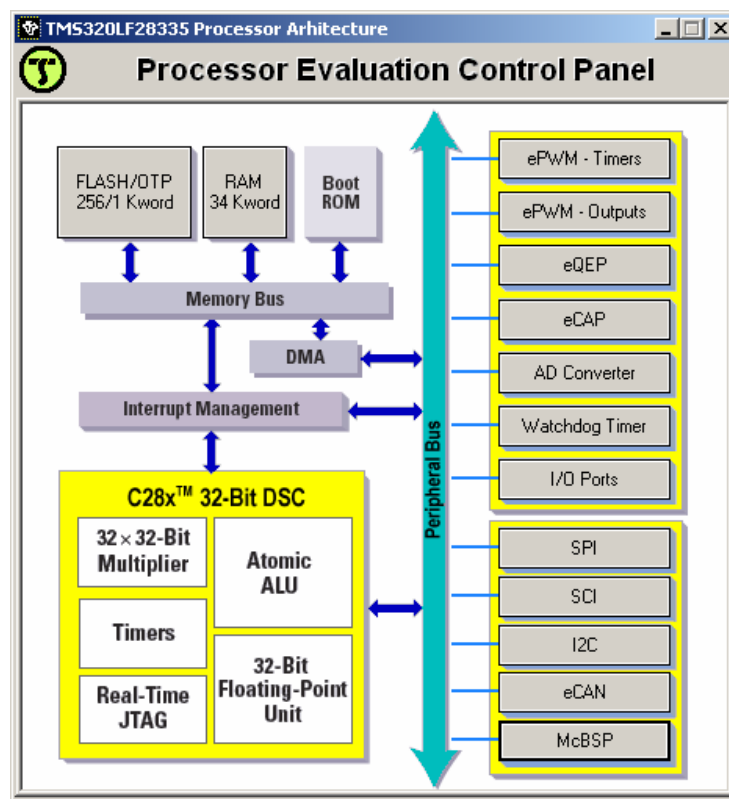 TMS320LF28335 Processor Arhitecture
Processor Evaluation Control Panel
FLASH/OTP
256/1 Kword
RAM
34 Kword
Boot
ROM
Memory Bus
DMA
Interrupt Management
C28x™ 32-Bit DSC
32 × 32-Bit
Multiplier
Atomic
ALU
Timers
32-Bit
Floating-Point
Unit
Real-Time
JTAG
Peripheral Bus
ePWM - Timers
ePWM - Outputs
eQEP
eCAP
AD Converter
Watchdog Timer
I/O Ports
SPI
SCI
I2C
eCAN
McBSP